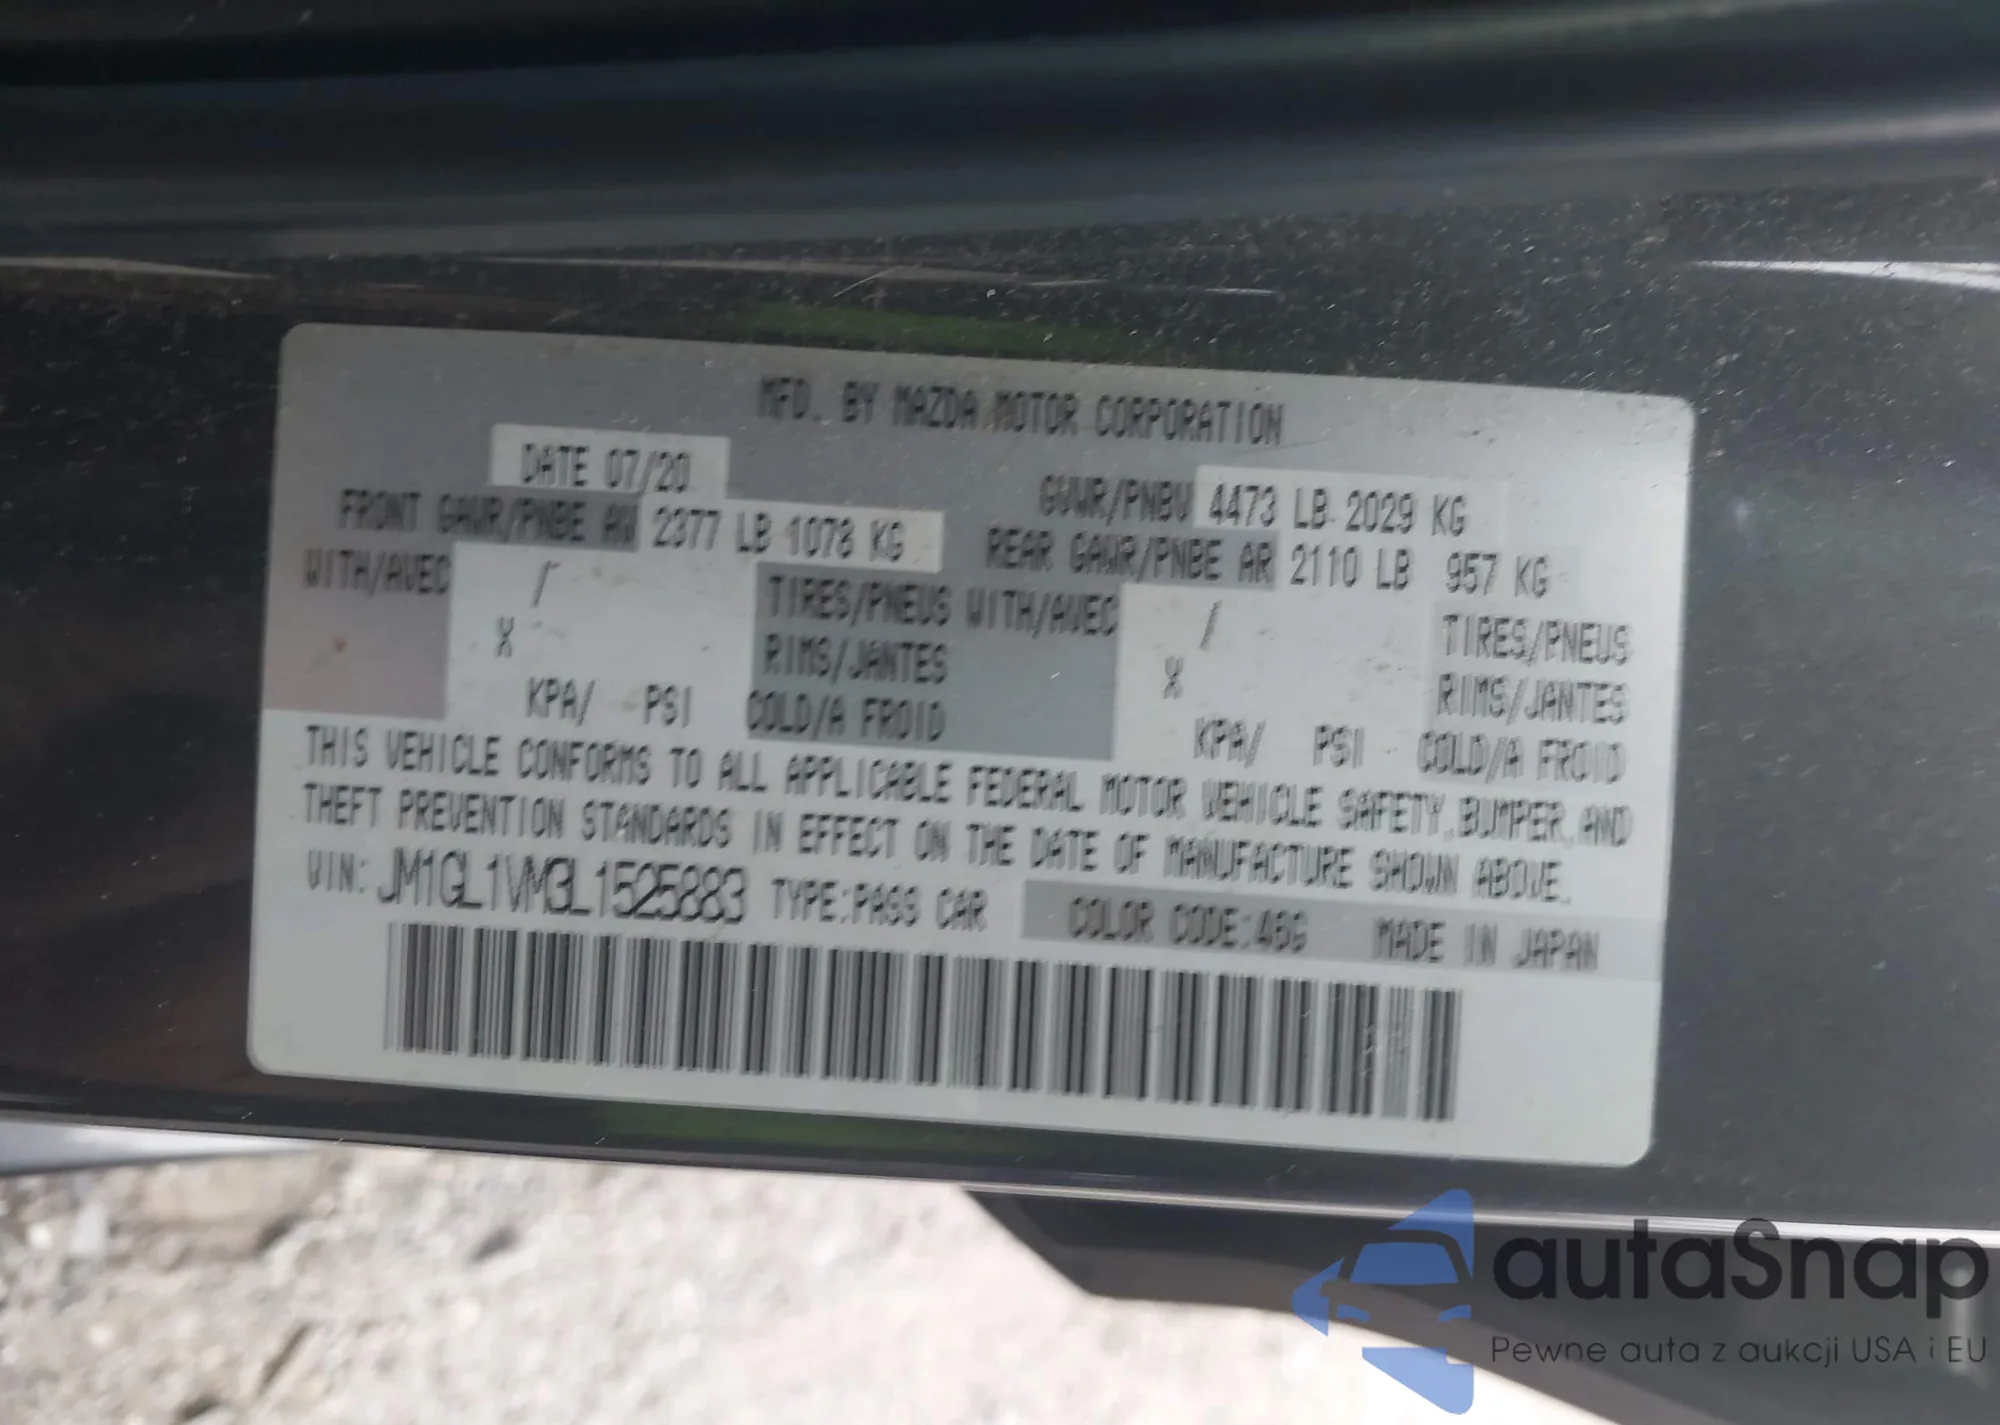 MFD. BY MAZDA MOTOR CORPORATION
DATE 07/20
GVWR/PNBV 4473 LB 2029 KG
FRONT GAWR/PNBE AV 2377 LB 1078 KG
REAR GAWR/PNBE AR 2110 LB 957 KG
WITH/AVEC / TIRES/PNEUS WITH/AVEC / TIRES/PNEUS
X RIMS/JANTES X RIMS/JANTES
KPA/ PSI COLD/A FROID KPA/ PSI COLD/A FROID
THIS VEHICLE CONFORMS TO ALL APPLICABLE FEDERAL MOTOR VEHICLE SAFETY, BUMPER, AND
THEFT PREVENTION STANDARDS IN EFFECT ON THE DATE OF MANUFACTURE SHOWN ABOVE.
VIN: JM1GL1VM3L1525883 TYPE:PASS CAR COLOR CODE:46G MADE IN JAPAN
autaSnap
Pewne auta z aukcji USA i EU